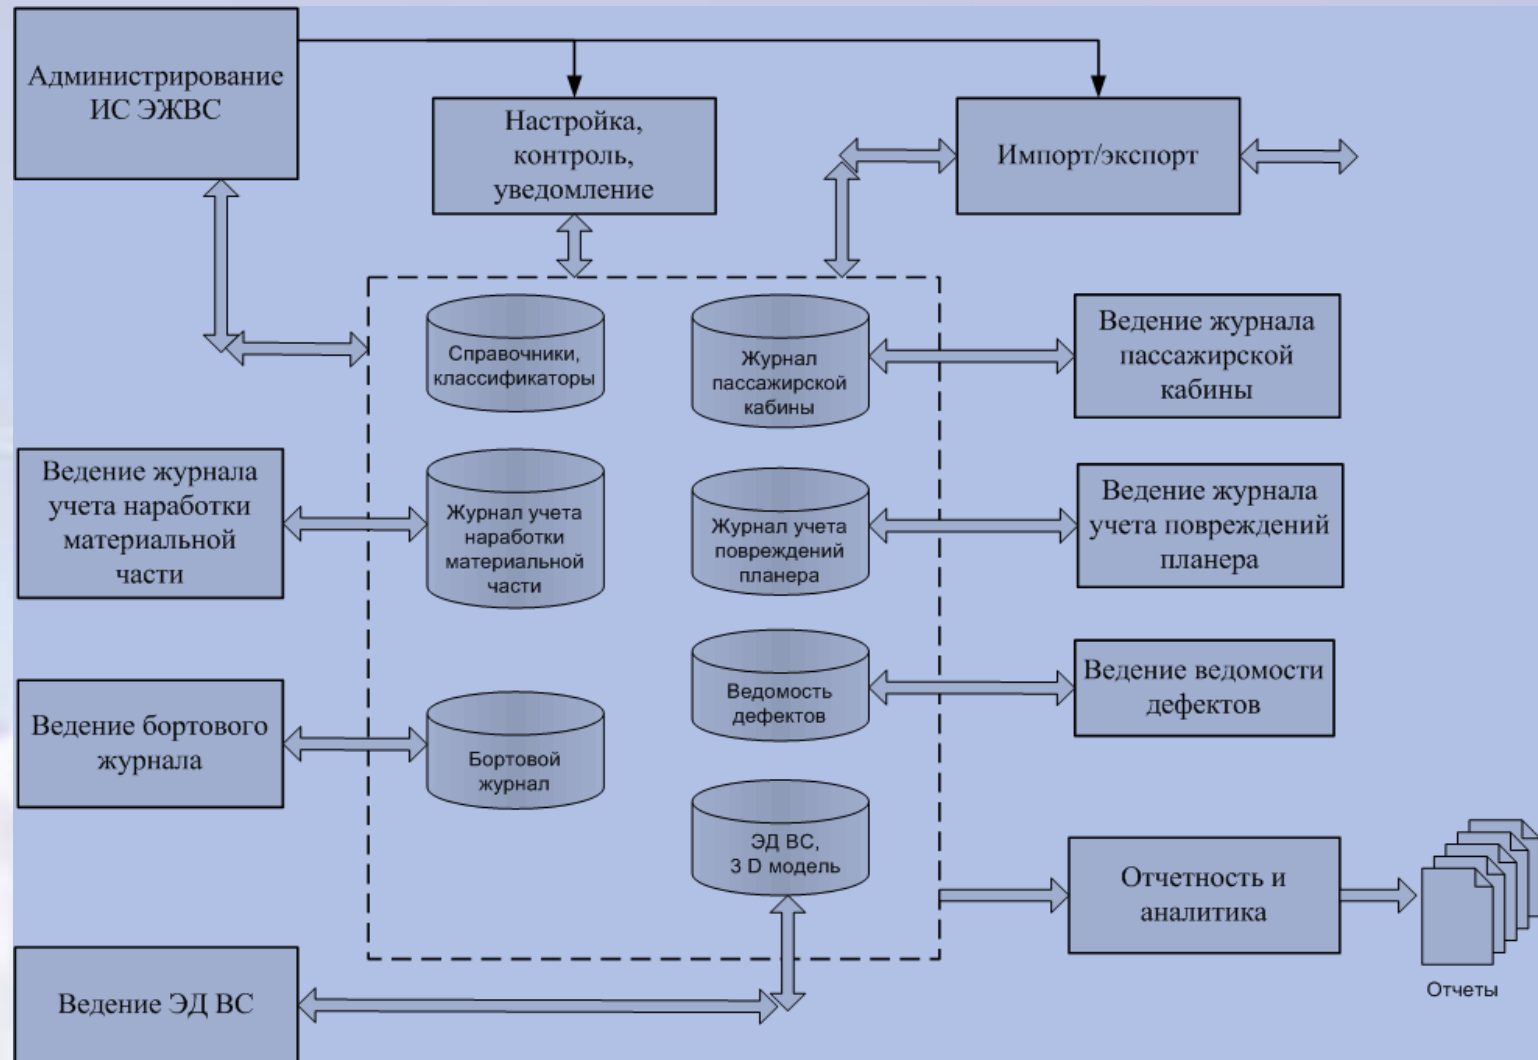 Администрирование
ИС ЭЖВС
Настройка,
контроль,
уведомление
Импорт/экспорт
Справочники,
классификаторы
Журнал
пассажирской
кабины
Ведение журнала
пассажирской
кабины
Ведение журнала
учета наработки
материальной
части
Журнал учета
наработки
материальной
части
Журнал учета
повреждений
планера
Ведение журнала
учета повреждений
планера
Ведомость
дефектов
Ведение ведомости
дефектов
Ведение бортового
журнала
Бортовой
журнал
ЭД ВС,
3 D модель
Отчетность и
аналитика
Отчеты
Ведение ЭД ВС